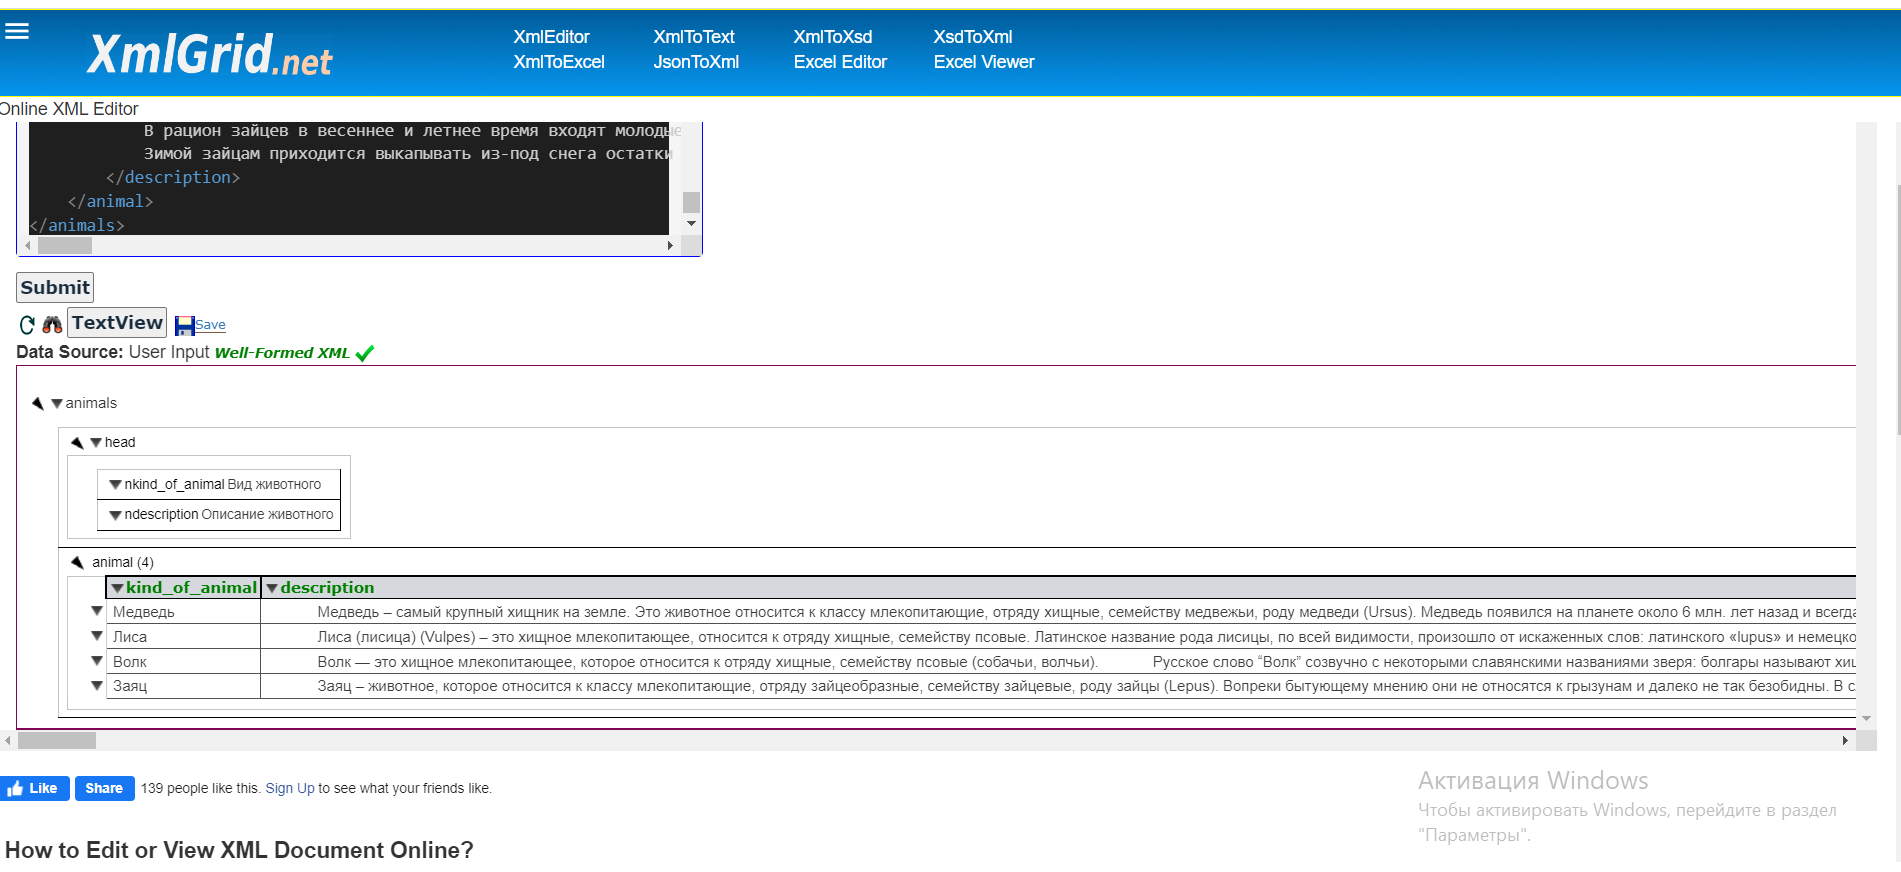 XmlGrid.net
XmlEditor XmlToText XmlToXsd XsdToXml
XmlToExcel JsonToXml Excel Editor Excel Viewer
Online XML Editor
В рацион зайцев в весеннее и летнее время входят молодые
Зимой зайцам приходится выкапывать из-под снега остатки
</description>
</animal>
</animals>
Submit
TextView Save
Data Source: User Input Well-Formed XML
animals
head
nkind_of_animal Вид животного
ndescription Описание животного
animal (4)
kind_of_animal description
Медведь Медведь – самый крупный хищник на земле. Это животное относится к классу млекопитающие, отряду хищные, семейству медвежьи, роду медведи (Ursus). Медведь появился на планете около 6 млн. лет назад и всегда
Лиса Лиса (лисица) (Vulpes) – это хищное млекопитающее, относится к отряду хищные, семейству псовые. Латинское название рода лисицы, по всей видимости, произошло от искаженных слов: латинского «lupus» и немецко
Волк Волк — это хищное млекопитающее, которое относится к отряду хищные, семейству псовые (собачьи, волчьи). Русское слово “Волк” созвучно с некоторыми славянскими названиями зверя: болгары называют хищ
Заяц Заяц – животное, которое относится к классу млекопитающие, отряду зайцеобразные, семейству зайцевые, роду зайцы (Lepus). Вопреки бытующему мнению они не относятся к грызунам и далеко не так безобидны. В с
Like Share 139 people like this. Sign Up to see what your friends like.
Активация Windows
Чтобы активировать Windows, перейдите в раздел
"Параметры".
How to Edit or View XML Document Online?